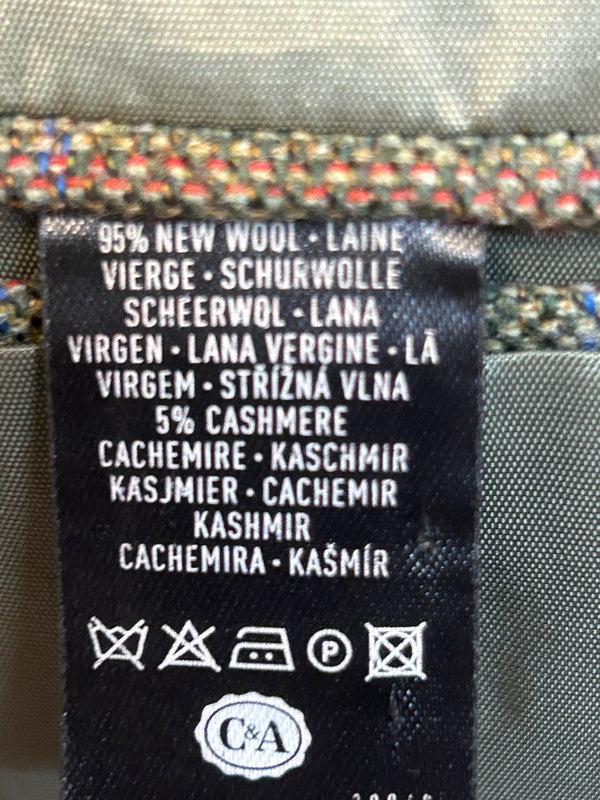 95% NEW WOOL • LAINE
VIERGE • SCHURWOLLE
SCHEERWOL • LANA
VIRGEN • LANA VERGINE • LÃ
VIRGEM • STŘÍŽNÁ VLNA
5% CASHMERE
CACHEMIRE • KASCHMIR
KASJMIER • CACHEMIR
KASHMIR
CACHEMIRA • KAŠMÍR
P
C&A